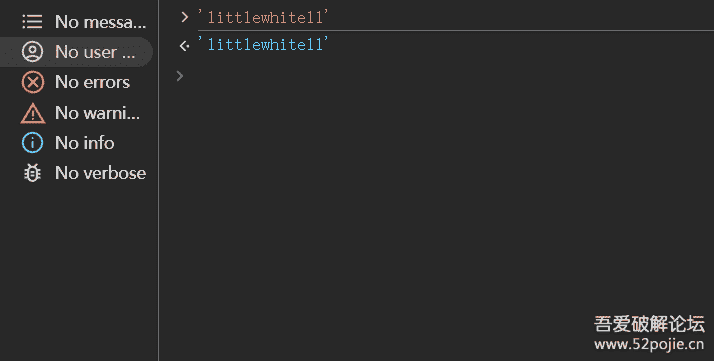 No messa...
No user ...
No errors
No warni...
No info
No verbose
> 'littlewhite11'
'littlewhite11'
>
吾爱破解论坛
www.52pojie.cn